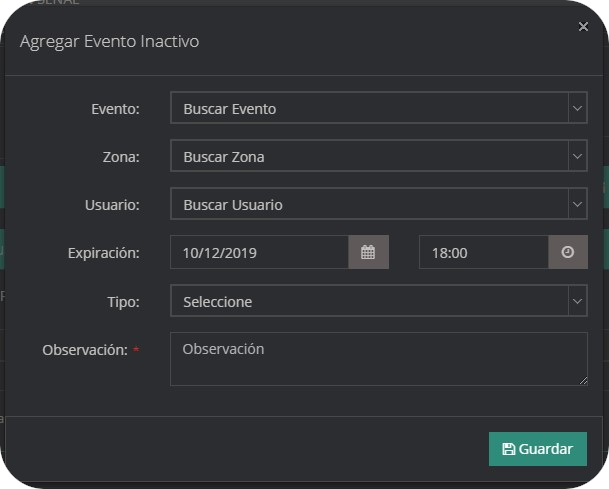 SEÑAL
×
Agregar Evento Inactivo
Evento: Buscar Evento
Zona: Buscar Zona
Usuario: Buscar Usuario
Expiración: 10/12/2019 18:00
Tipo: Seleccione
Observación: * Observación
Guardar